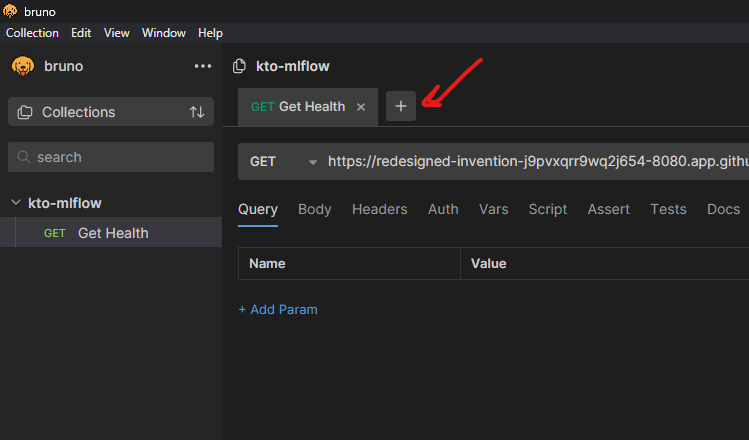 bruno
Collection Edit View Window Help
bruno
kto-mlflow
Collections
GET Get Health
search
GET https://redesigned-invention-j9pvxqrr9wq2j654-8080.app.githu
kto-mlflow
GET Get Health
Query Body Headers Auth Vars Script Assert Tests Docs
Name Value
+ Add Param